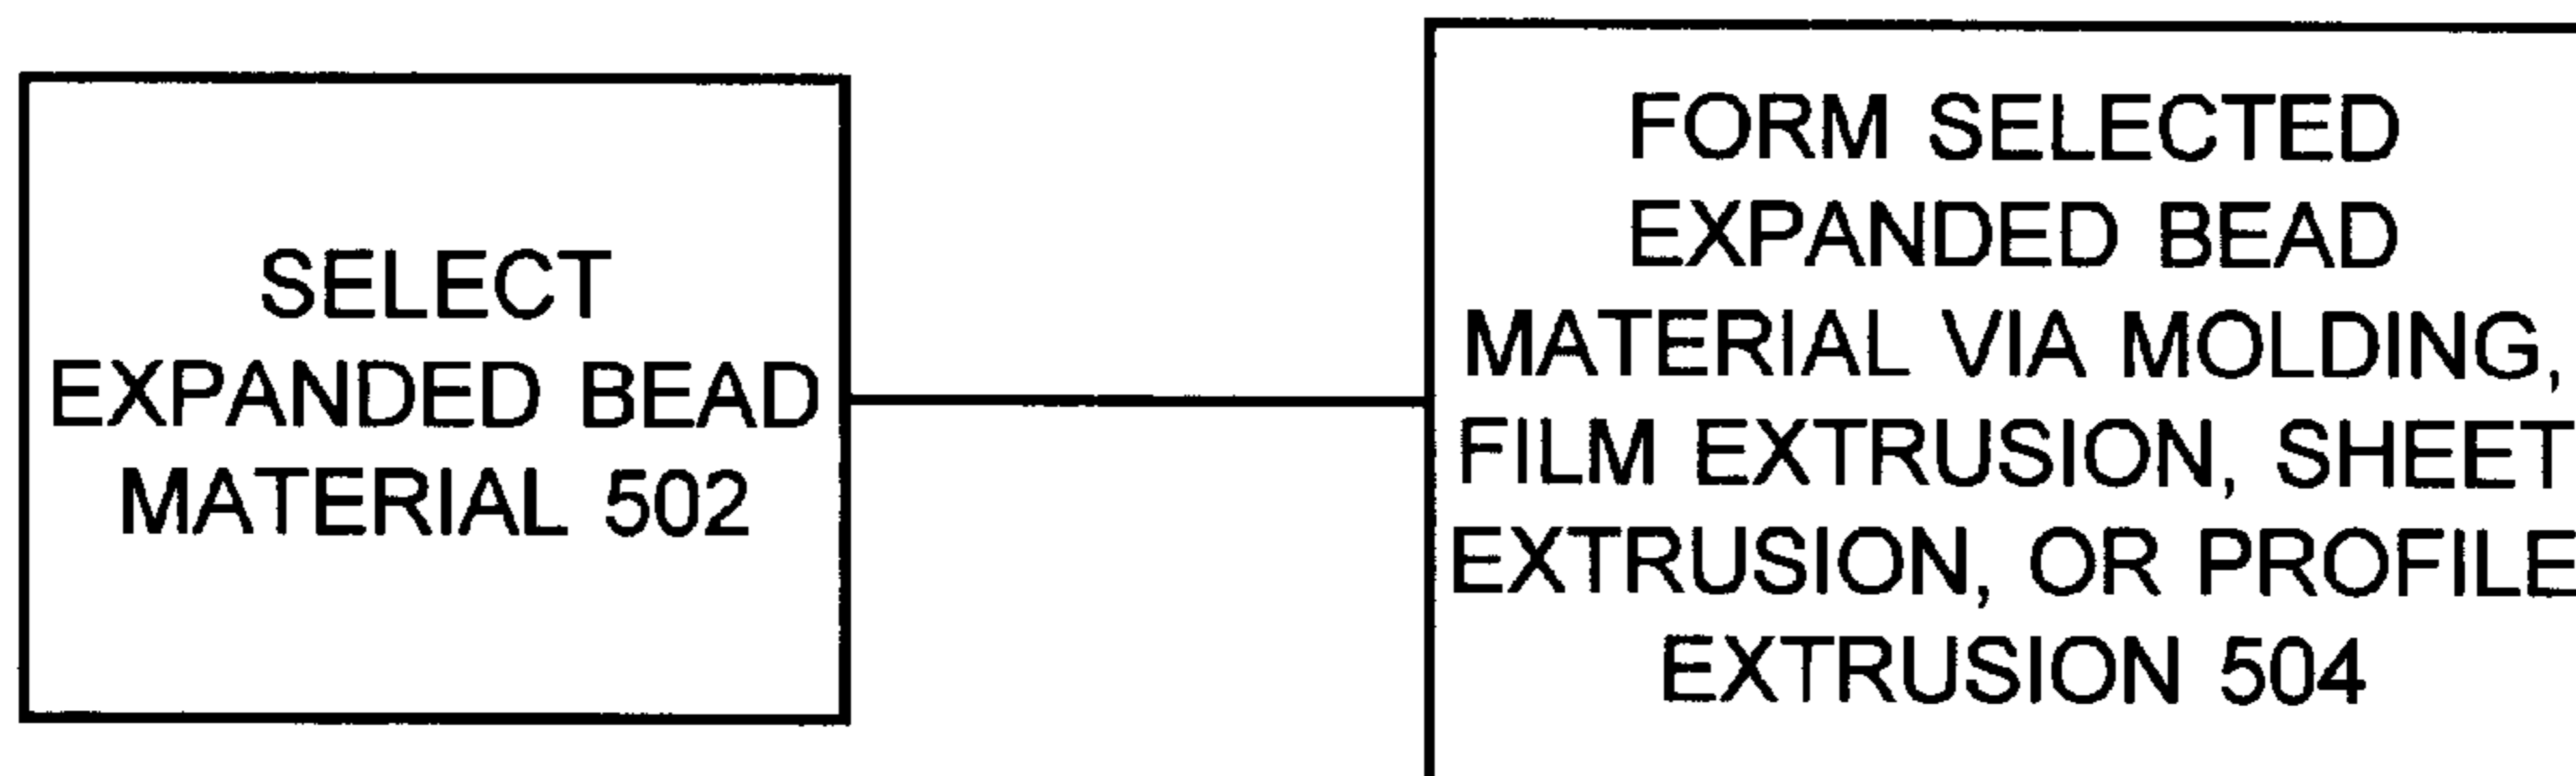 SELECT
EXPANDED BEAD
MATERIAL 502
FORM SELECTED
EXPANDED BEAD
MATERIAL VIA MOLDING,
FILM EXTRUSION, SHEET
EXTRUSION, OR PROFILE
EXTRUSION 504